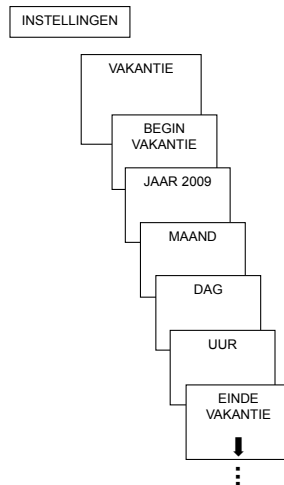 INSTELLINGEN
VAKANTIE
BEGIN
VAKANTIE
JAAR 2009
MAAND
DAG
UUR
EINDE
VAKANTIE